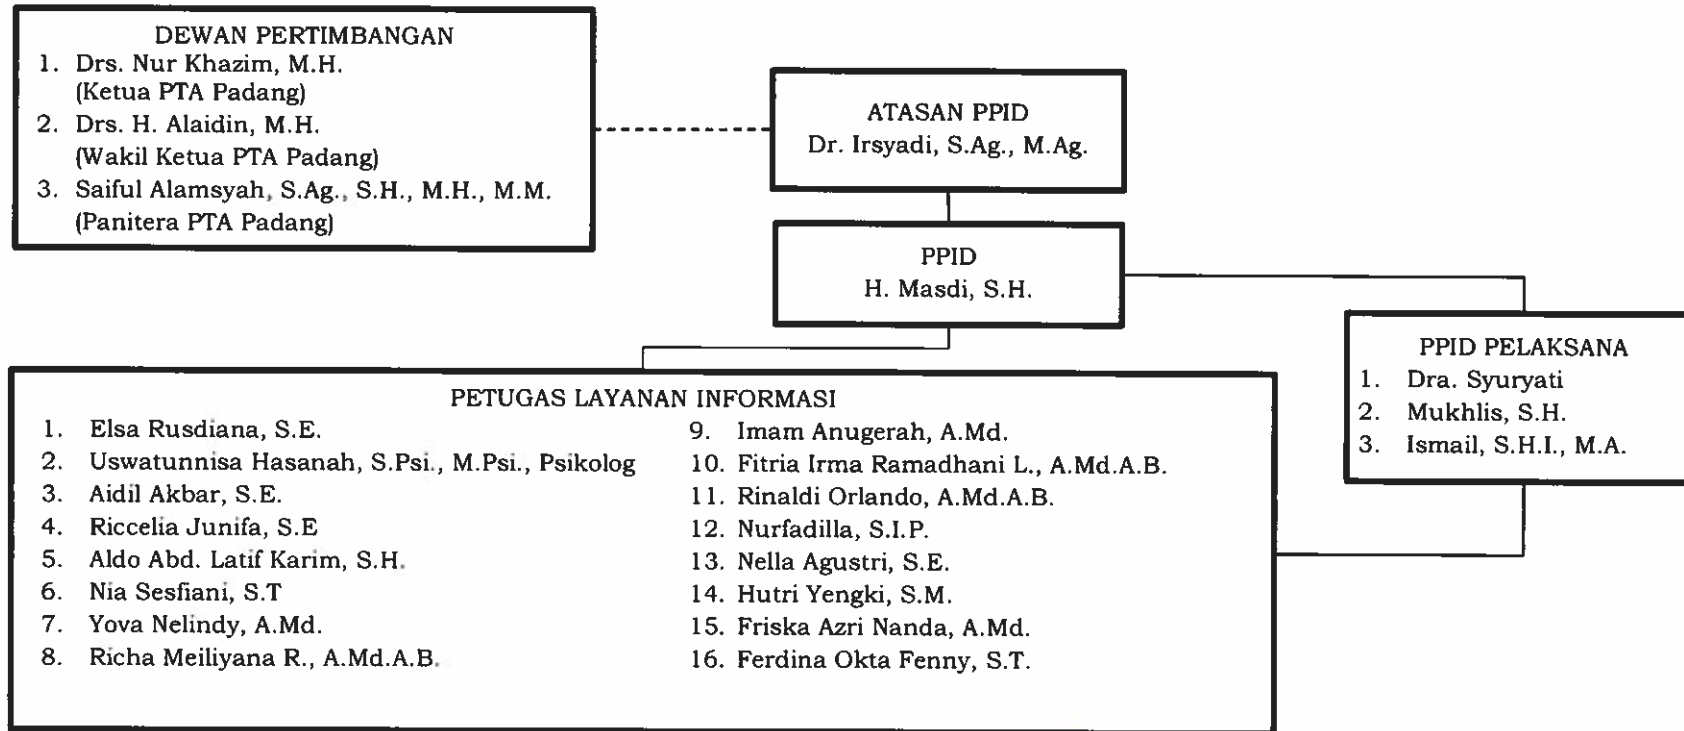 DEWAN PERTIMBANGAN
1. Drs. Nur Khazim, M.H.
(Ketua PTA Padang)
2. Drs. H. Alaidin, M.H.
(Wakil Ketua PTA Padang)
3. Saiful Alamsyah, S.Ag., S.H., M.H., M.M.
(Panitera PTA Padang)
ATASAN PPID
Dr. Irsyadi, S.Ag., M.Ag.
PPID
H. Masdi, S.H.
PPID PELAKSANA
1. Dra. Syuryati
2. Mukhlis, S.H.
3. Ismail, S.H.I., M.A.
PETUGAS LAYANAN INFORMASI
1. Elsa Rusdiana, S.E.
2. Uswatunnisa Hasanah, S.Psi., M.Psi., Psikolog
3. Aidil Akbar, S.E.
4. Riccelia Junifa, S.E
5. Aldo Abd. Latif Karim, S.H.
6. Nia Sesfiani, S.T
7. Yova Nelindy, A.Md.
8. Richa Meiliyana R., A.Md.A.B.
9. Imam Anugerah, A.Md.
10. Fitria Irma Ramadhani L., A.Md.A.B.
11. Rinaldi Orlando, A.Md.A.B.
12. Nurfadilla, S.I.P.
13. Nella Agustri, S.E.
14. Hutri Yengki, S.M.
15. Friska Azri Nanda, A.Md.
16. Ferdina Okta Fenny, S.T.